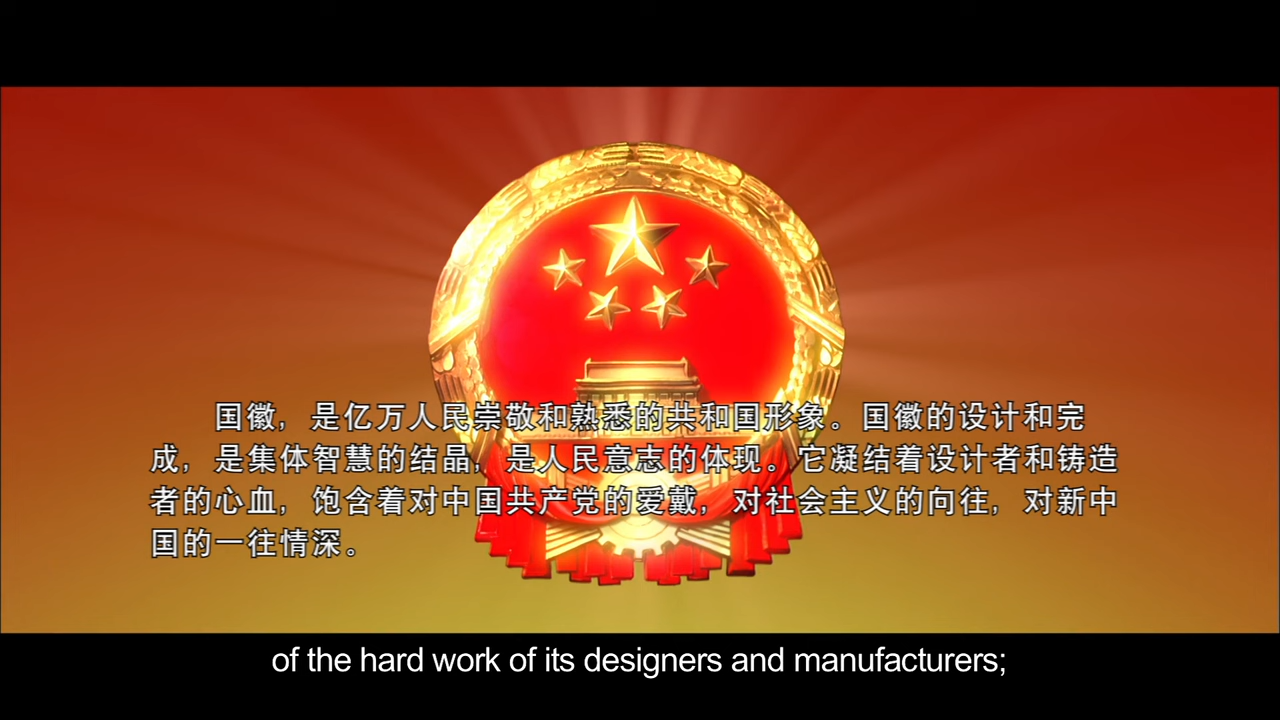 国徽，是亿万人民崇敬和熟悉的共和国形象。国徽的设计和完
成，是集体智慧的结晶，是人民意志的体现。它凝结着设计者和铸造
者的心血，饱含着对中国共产党的爱戴，对社会主义的向往，对新中
国的一往情深。
of the hard work of its designers and manufacturers;